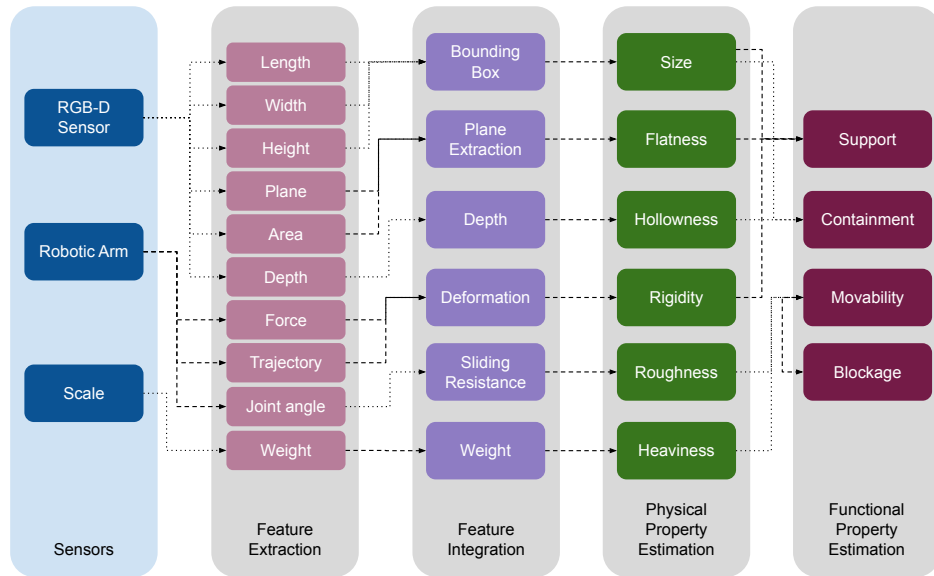 RGB-D
Sensor
Robotic Arm
Scale
Sensors
Length
Width
Height
Plane
Area
Depth
Force
Trajectory
Joint angle
Weight
Feature
Extraction
Bounding
Box
Plane
Extraction
Depth
Deformation
Sliding
Resistance
Weight
Feature
Integration
Size
Flatness
Hollowness
Rigidity
Roughness
Heaviness
Physical
Property
Estimation
Support
Containment
Movability
Blockage
Functional
Property
Estimation